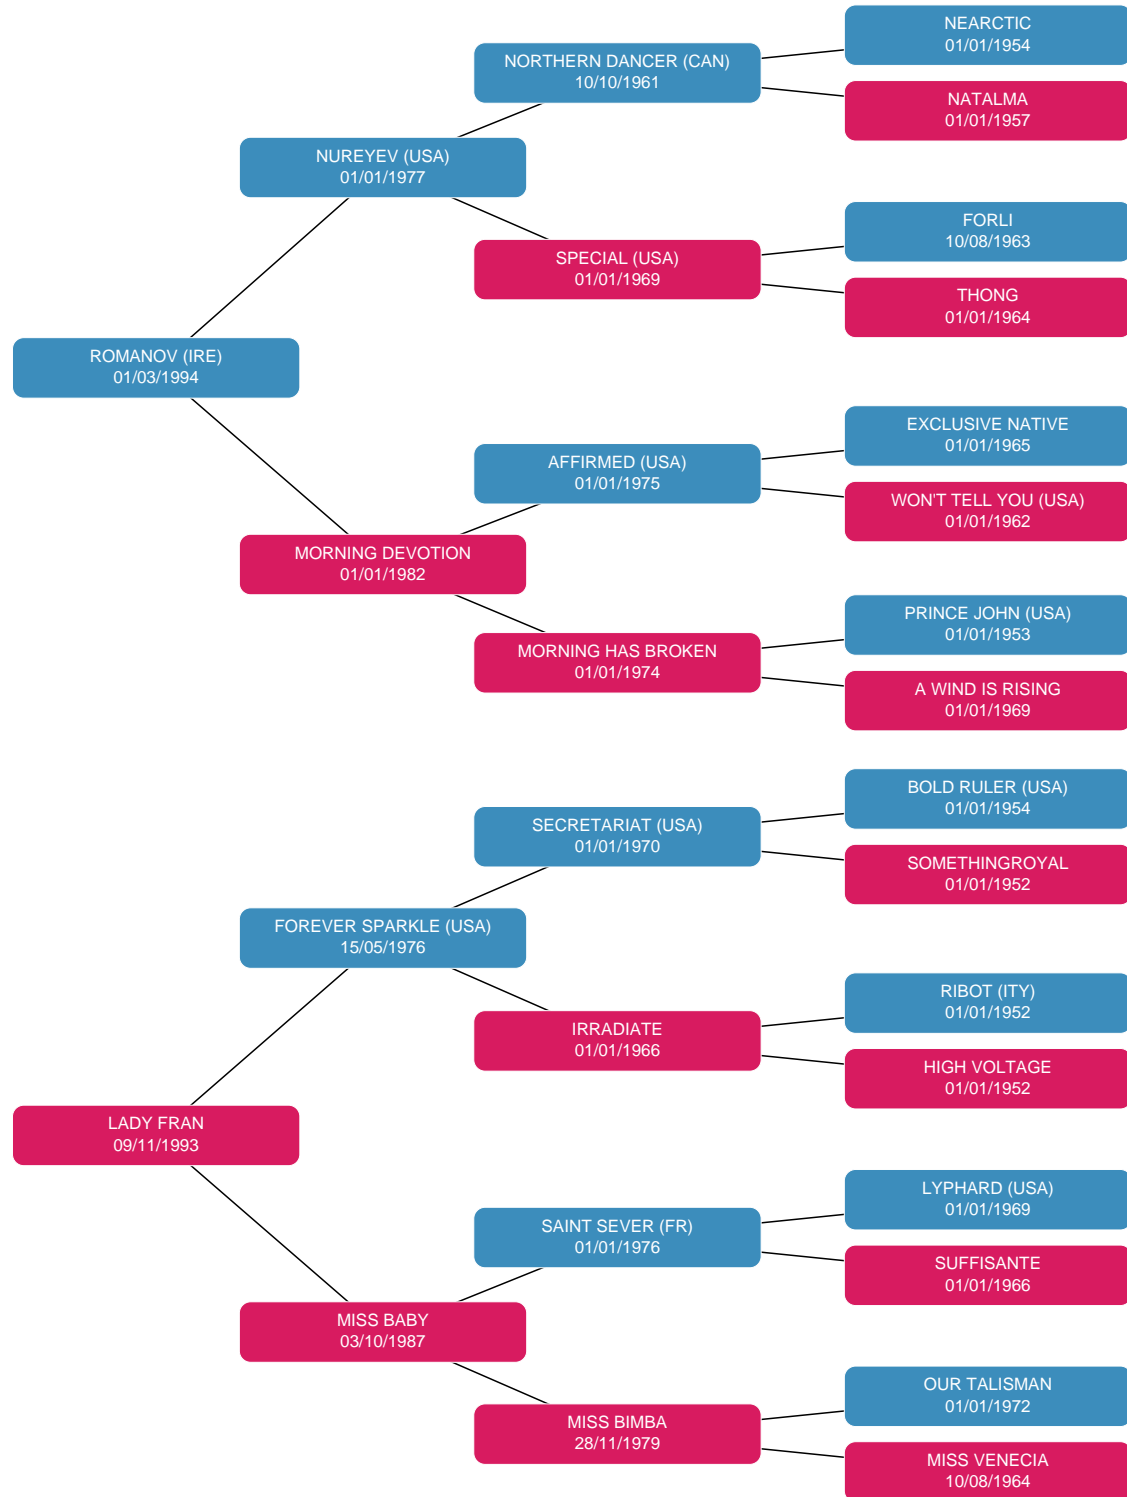 NEARCTIC
01/01/1954
NORTHERN DANCER (CAN)
10/10/1961
NATALMA
01/01/1957
NUREYEV (USA)
01/01/1977
FORLI
10/08/1963
SPECIAL (USA)
01/01/1969
THONG
01/01/1964
ROMANOV (IRE)
01/03/1994
EXCLUSIVE NATIVE
01/01/1965
AFFIRMED (USA)
01/01/1975
WON'T TELL YOU (USA)
01/01/1962
MORNING DEVOTION
01/01/1982
PRINCE JOHN (USA)
01/01/1953
MORNING HAS BROKEN
01/01/1974
A WIND IS RISING
01/01/1969
BOLD RULER (USA)
01/01/1954
SECRETARIAT (USA)
01/01/1970
SOMETHINGROYAL
01/01/1952
FOREVER SPARKLE (USA)
15/05/1976
RIBOT (ITY)
01/01/1952
IRRADIATE
01/01/1966
HIGH VOLTAGE
01/01/1952
LADY FRAN
09/11/1993
LYPHARD (USA)
01/01/1969
SAINT SEVER (FR)
01/01/1976
SUFFISANTE
01/01/1966
MISS BABY
03/10/1987
OUR TALISMAN
01/01/1972
MISS BIMBA
28/11/1979
MISS VENECIA
10/08/1964